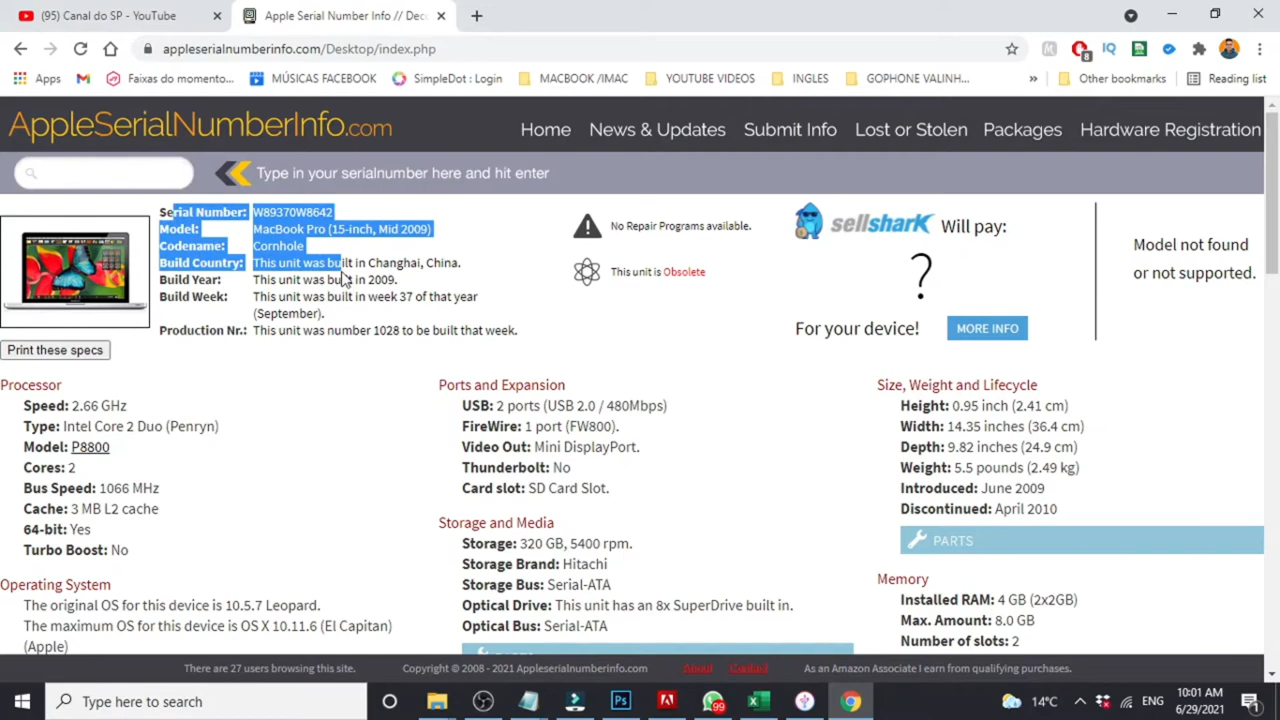 (95) Canal do SP - YouTube
Apple Serial Number Info // Dec
appleserialnumberinfo.com/Desktop/index.php
8
Apps
Faixas do momento...
MÚSICAS FACEBOOK
SimpleDot : Login
MACBOOK /IMAC
YOUTUBE VIDEOS
INGLES
GOPHONE VALINH...
»
Other bookmarks
Reading list
AppleSerialNumberInfo.com
Home
News & Updates
Submit Info
Lost or Stolen
Packages
Hardware Registration
Type in your serialnumber here and hit enter
Serial Number: W89370W8642
Model: MacBook Pro (15-inch, Mid 2009)
Codename: Cornhole
Build Country: This unit was built in Changhai, China.
Build Year: This unit was built in 2009.
Build Week: This unit was built in week 37 of that year
(September).
Production Nr.: This unit was number 1028 to be built that week.
No Repair Programs available.
This unit is Obsolete
sellshark Will pay:
?
For your device!
MORE INFO
Model not found
or not supported.
Print these specs
Processor
Speed: 2.66 GHz
Type: Intel Core 2 Duo (Penryn)
Model: P8800
Cores: 2
Bus Speed: 1066 MHz
Cache: 3 MB L2 cache
64-bit: Yes
Turbo Boost: No
Operating System
The original OS for this device is 10.5.7 Leopard.
The maximum OS for this device is OS X 10.11.6 (El Capitan)
(Apple)
Ports and Expansion
USB: 2 ports (USB 2.0 / 480Mbps)
FireWire: 1 port (FW800).
Video Out: Mini DisplayPort.
Thunderbolt: No
Card slot: SD Card Slot.
Storage and Media
Storage: 320 GB, 5400 rpm.
Storage Brand: Hitachi
Storage Bus: Serial-ATA
Optical Drive: This unit has an 8x SuperDrive built in.
Optical Bus: Serial-ATA
Size, Weight and Lifecycle
Height: 0.95 inch (2.41 cm)
Width: 14.35 inches (36.4 cm)
Depth: 9.82 inches (24.9 cm)
Weight: 5.5 pounds (2.49 kg)
Introduced: June 2009
Discontinued: April 2010
PARTS
Memory
Installed RAM: 4 GB (2x2GB)
Max. Amount: 8.0 GB
Number of slots: 2
There are 27 users browsing this site.
Copyright © 2008 - 2021 Appleserialnumberinfo.com
About
Contact
As an Amazon Associate I earn from qualifying purchases.
Type here to search
Ps
99
14°C
ENG
10:01 AM
6/29/2021
1